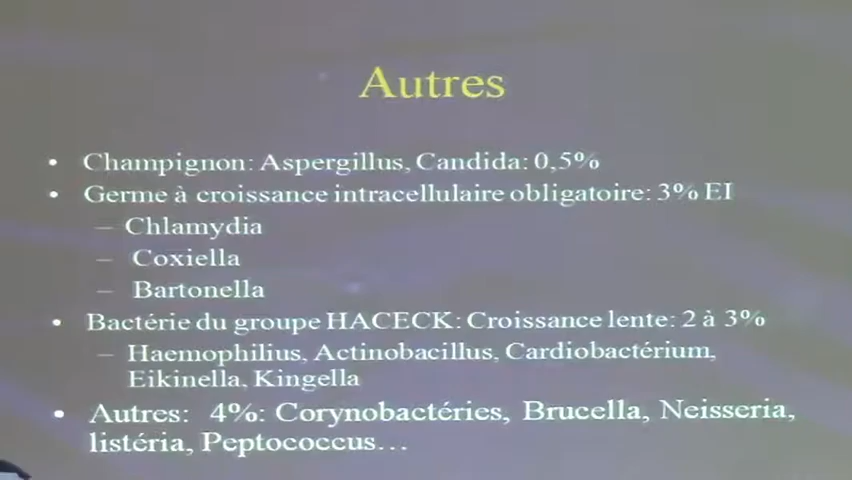 Autres
• Champignon: Aspergillus, Candida: 0,5%
• Germe à croissance intracellulaire obligatoire: 3% EI
– Chlamydia
– Coxiella
– Bartonella
• Bactérie du groupe HACECK: Croissance lente: 2 à 3%
– Haemophilius, Actinobacillus, Cardiobactérium,
Eikinella, Kingella
• Autres: 4%: Corynobactéries, Brucella, Neisseria,
listéria, Peptococcus…